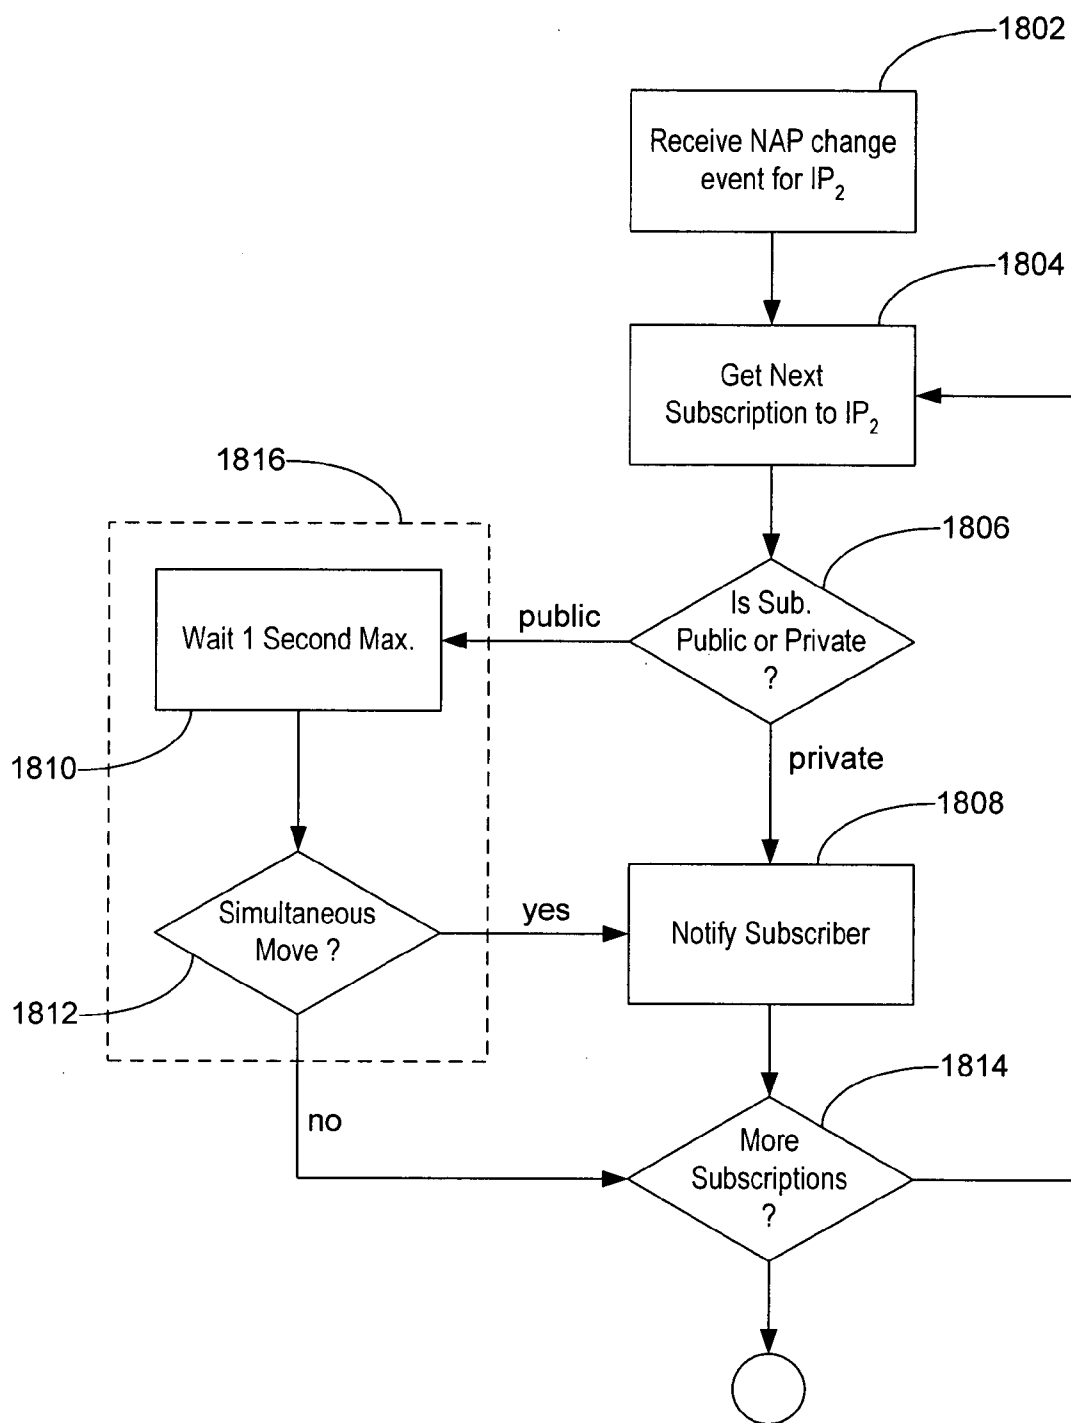 1802
Receive NAP change
event for IP₂
1804
Get Next
Subscription to IP₂
1816
1806
Is Sub.
Public or Private
?
public
Wait 1 Second Max.
1810
private
1808
Simultaneous
Move ?
yes
Notify Subscriber
1812
1814
no
More
Subscriptions
?